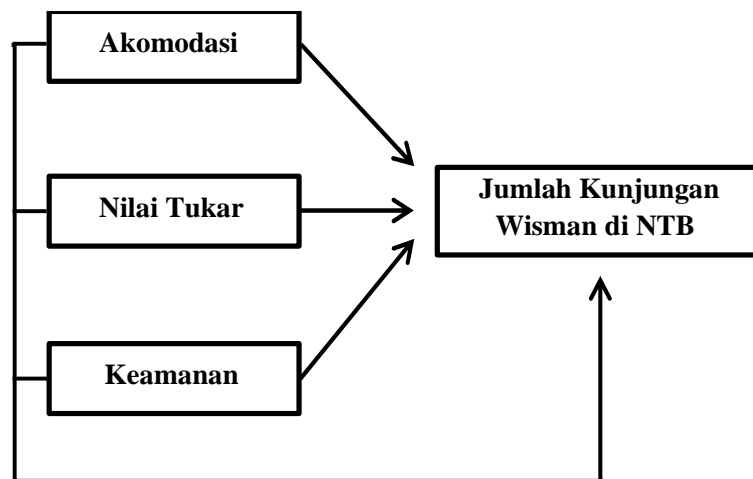 Akomodasi
Nilai Tukar
Jumlah Kunjungan
Wisman di NTB
Keamanan